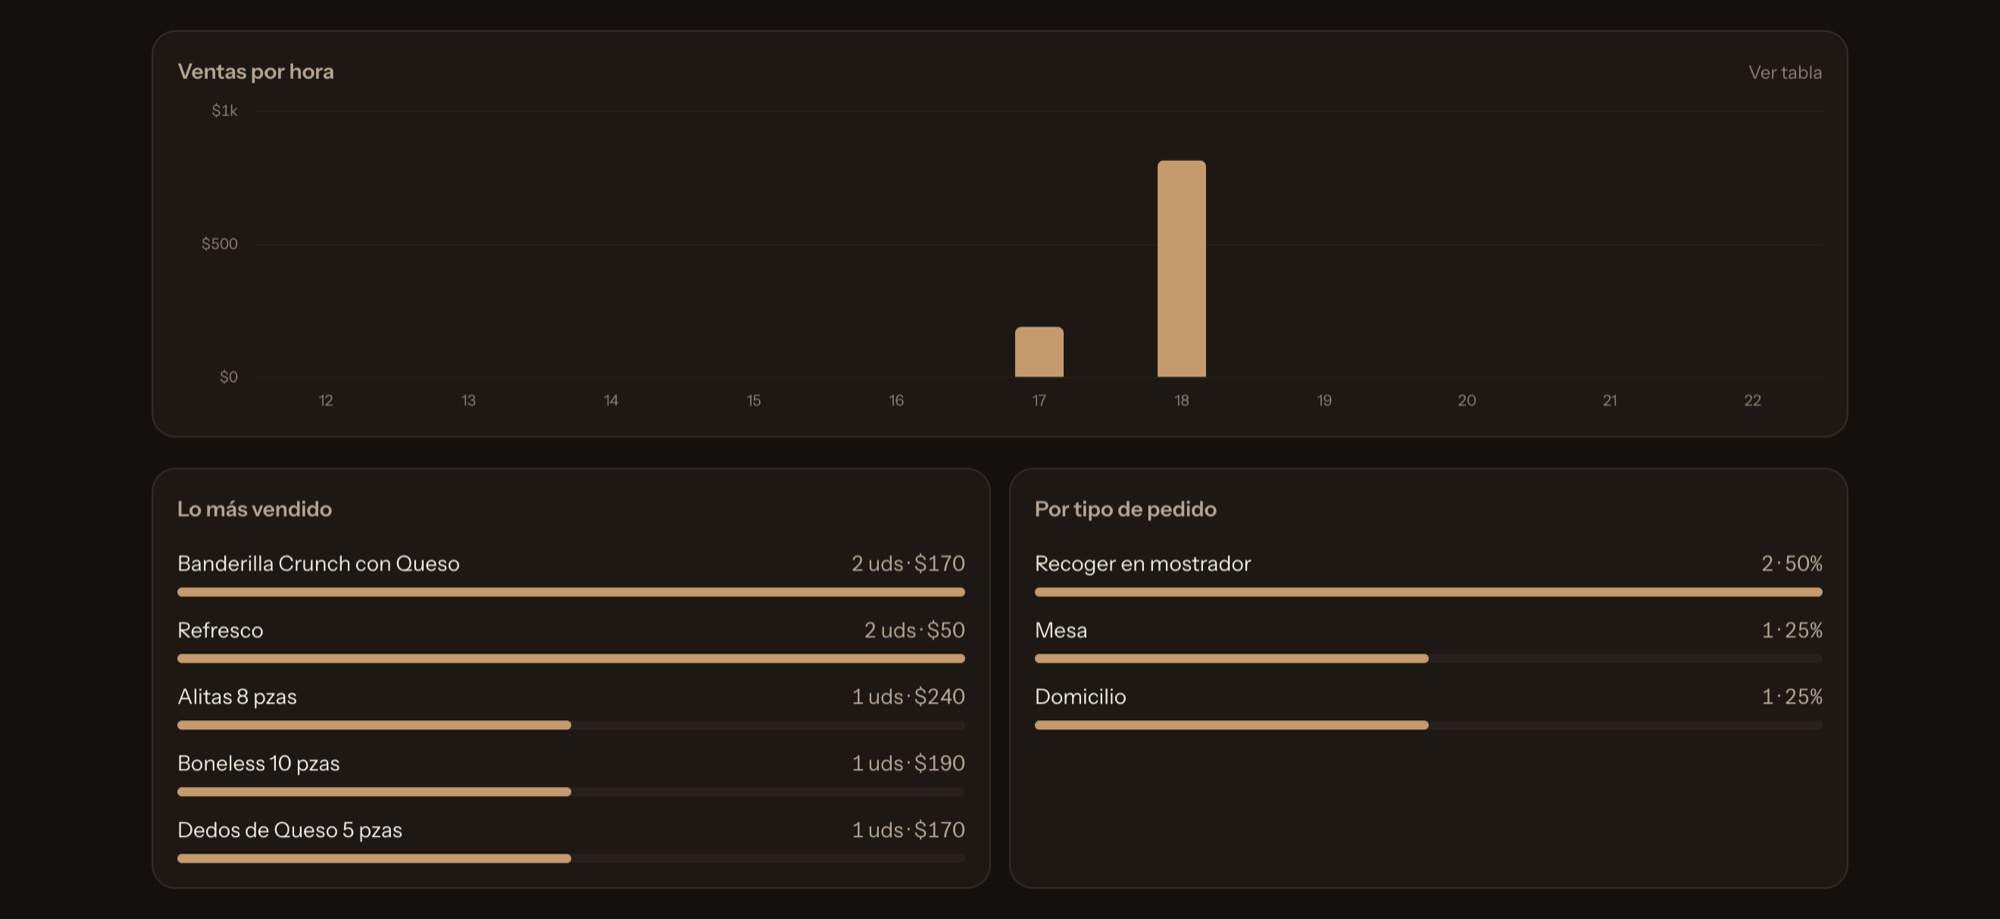 Ventas por hora
Ver tabla
$1k
$500
$0
12 13 14 15 16 17 18 19 20 21 22
Lo más vendido
Banderilla Crunch con Queso 2 uds · $170
Refresco 2 uds · $50
Alitas 8 pzas 1 uds · $240
Boneless 10 pzas 1 uds · $190
Dedos de Queso 5 pzas 1 uds · $170
Por tipo de pedido
Recoger en mostrador 2 · 50%
Mesa 1 · 25%
Domicilio 1 · 25%